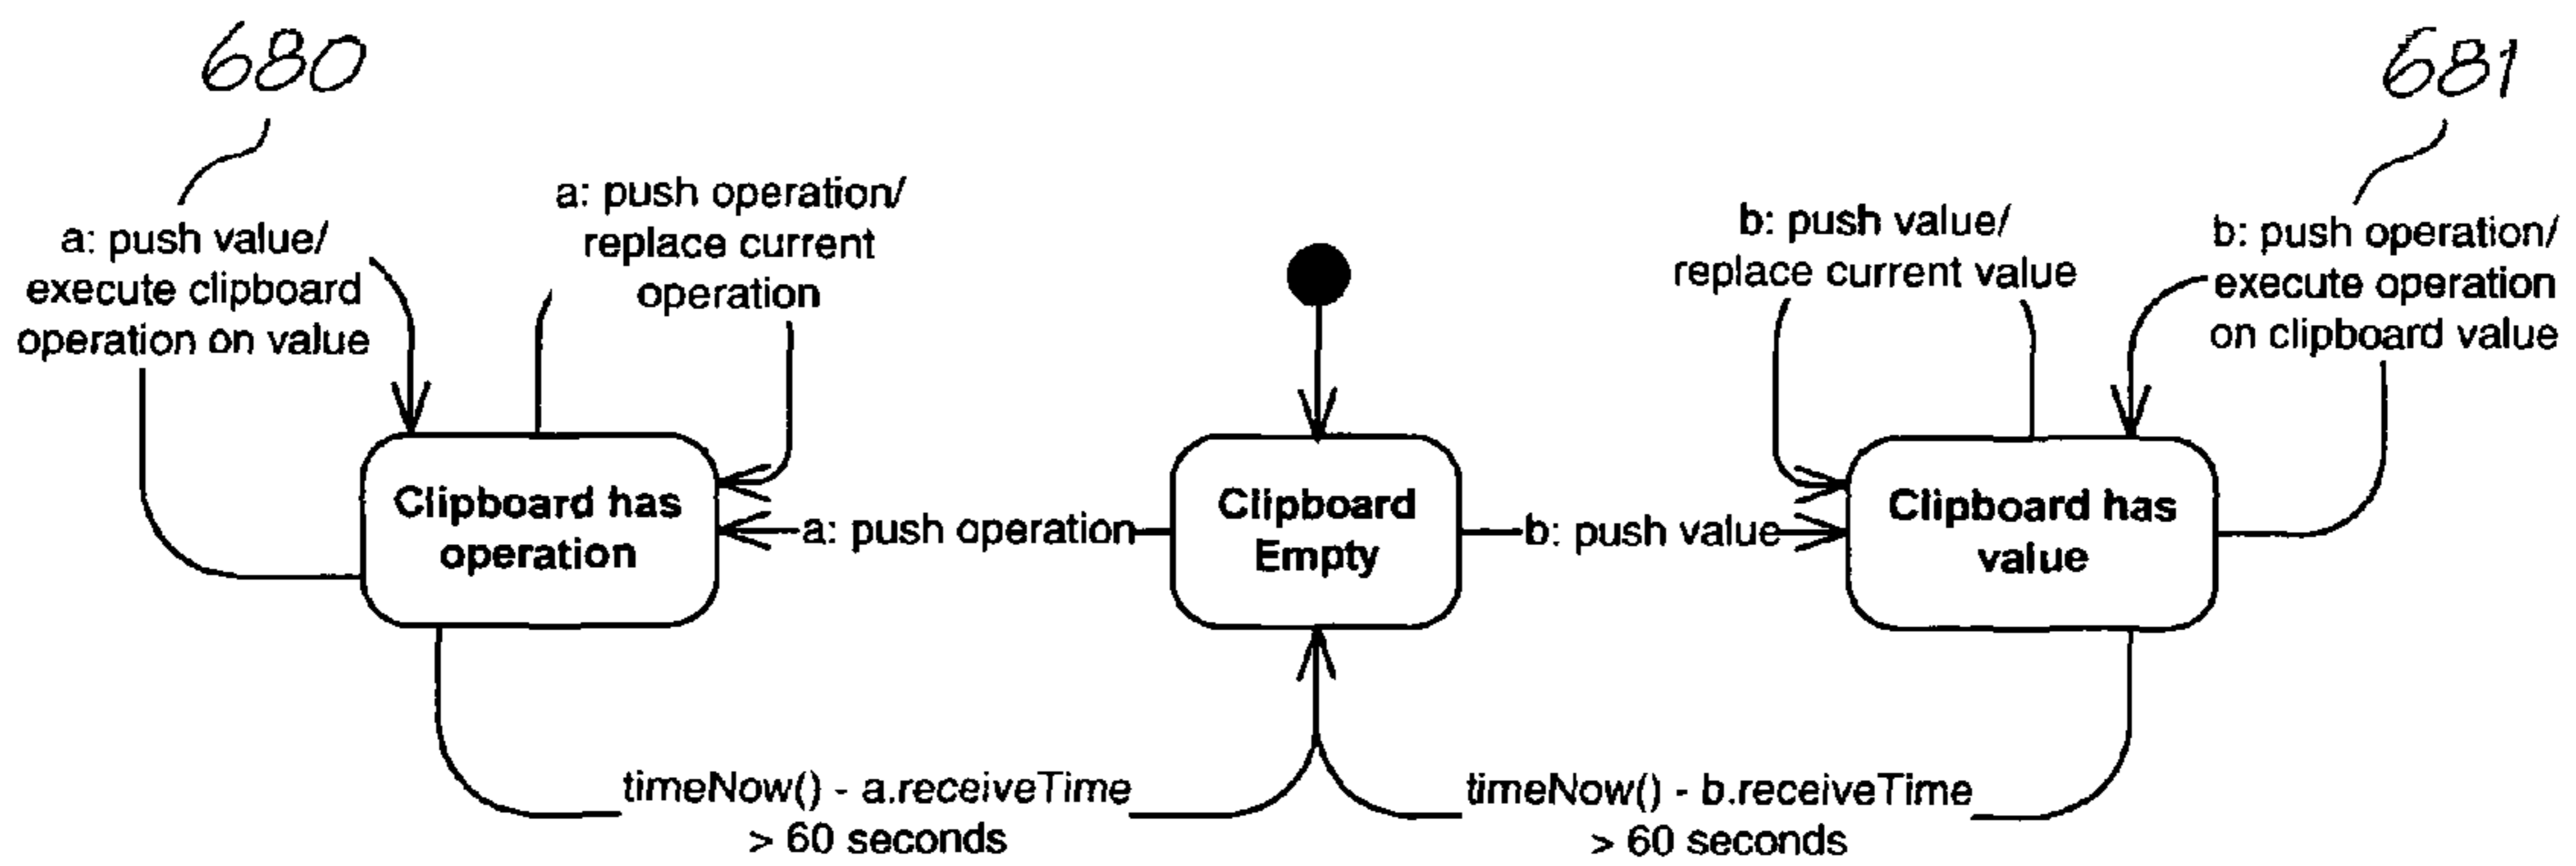 680
681
a: push value/
execute clipboard
operation on value
a: push operation/
replace current
operation
b: push value/
replace current value
b: push operation/
execute operation
on clipboard value
Clipboard has
operation
a: push operation
Clipboard
Empty
b: push value
Clipboard has
value
timeNow() - a.receiveTime
> 60 seconds
timeNow() - b.receiveTime
> 60 seconds